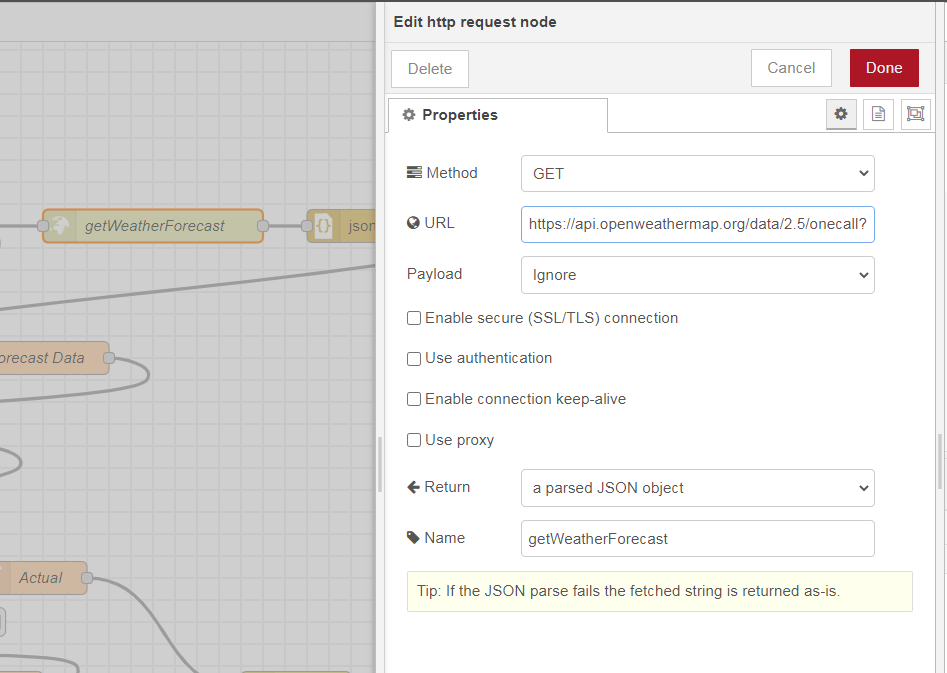 Edit http request node
Delete
Cancel
Done
Properties
Method
GET
URL
https://api.openweathermap.org/data/2.5/onecall?
Payload
Ignore
Enable secure (SSL/TLS) connection
Use authentication
Enable connection keep-alive
Use proxy
Return
a parsed JSON object
Name
getWeatherForecast
Tip: If the JSON parse fails the fetched string is returned as-is.
getWeatherForecast
{}
json
orecast Data
Actual